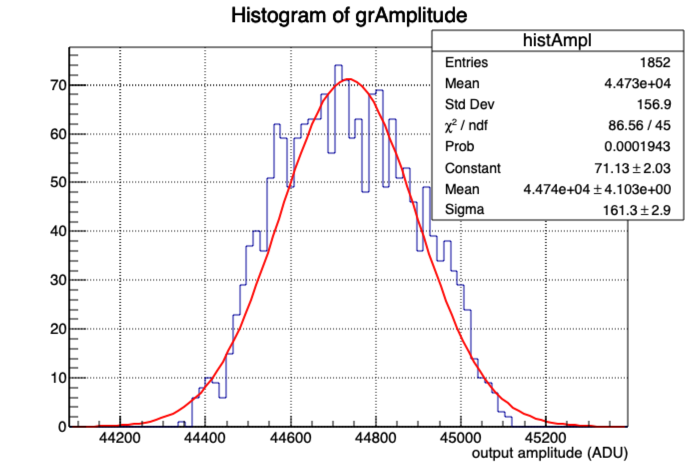 Histogram of grAmplitude
histAmpl
Entries 1852
Mean 4.473e+04
Std Dev 156.9
χ² / ndf 86.56 / 45
Prob 0.0001943
Constant 71.13 ± 2.03
Mean 4.474e+04 ± 4.103e+00
Sigma 161.3 ± 2.9
70
60
50
40
30
20
10
0
44200 44400 44600 44800 45000 45200
output amplitude (ADU)